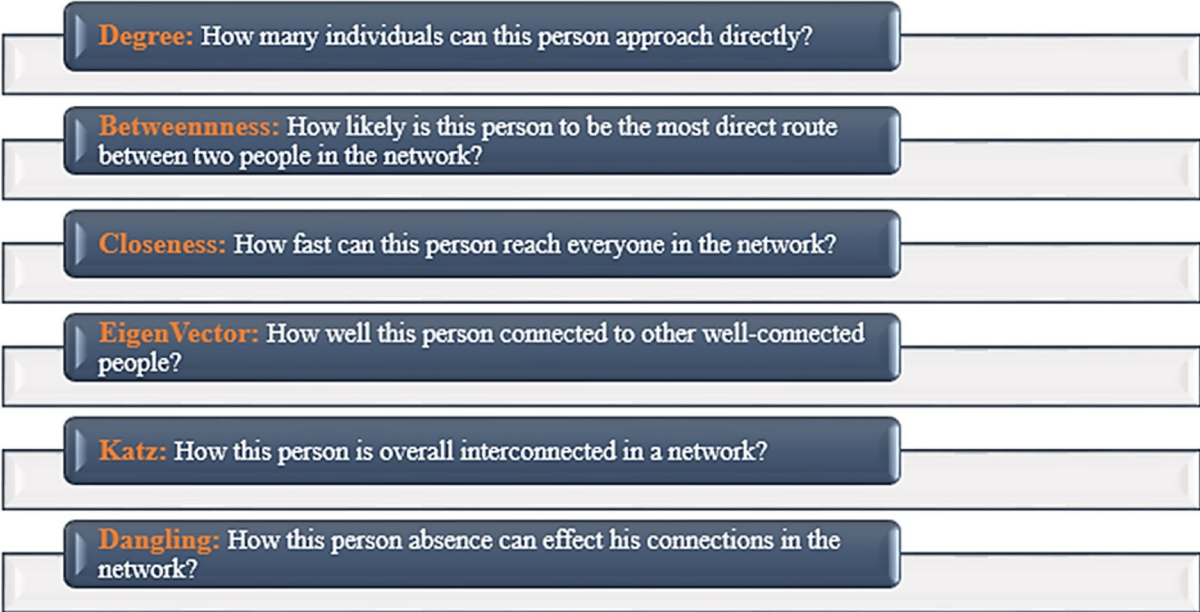 Degree: How many individuals can this person approach directly?
Betweennness: How likely is this person to be the most direct route
between two people in the network?
Closeness: How fast can this person reach everyone in the network?
EigenVector: How well this person connected to other well-connected
people?
Katz: How this person is overall interconnected in a network?
Dangling: How this person absence can effect his connections in the
network?